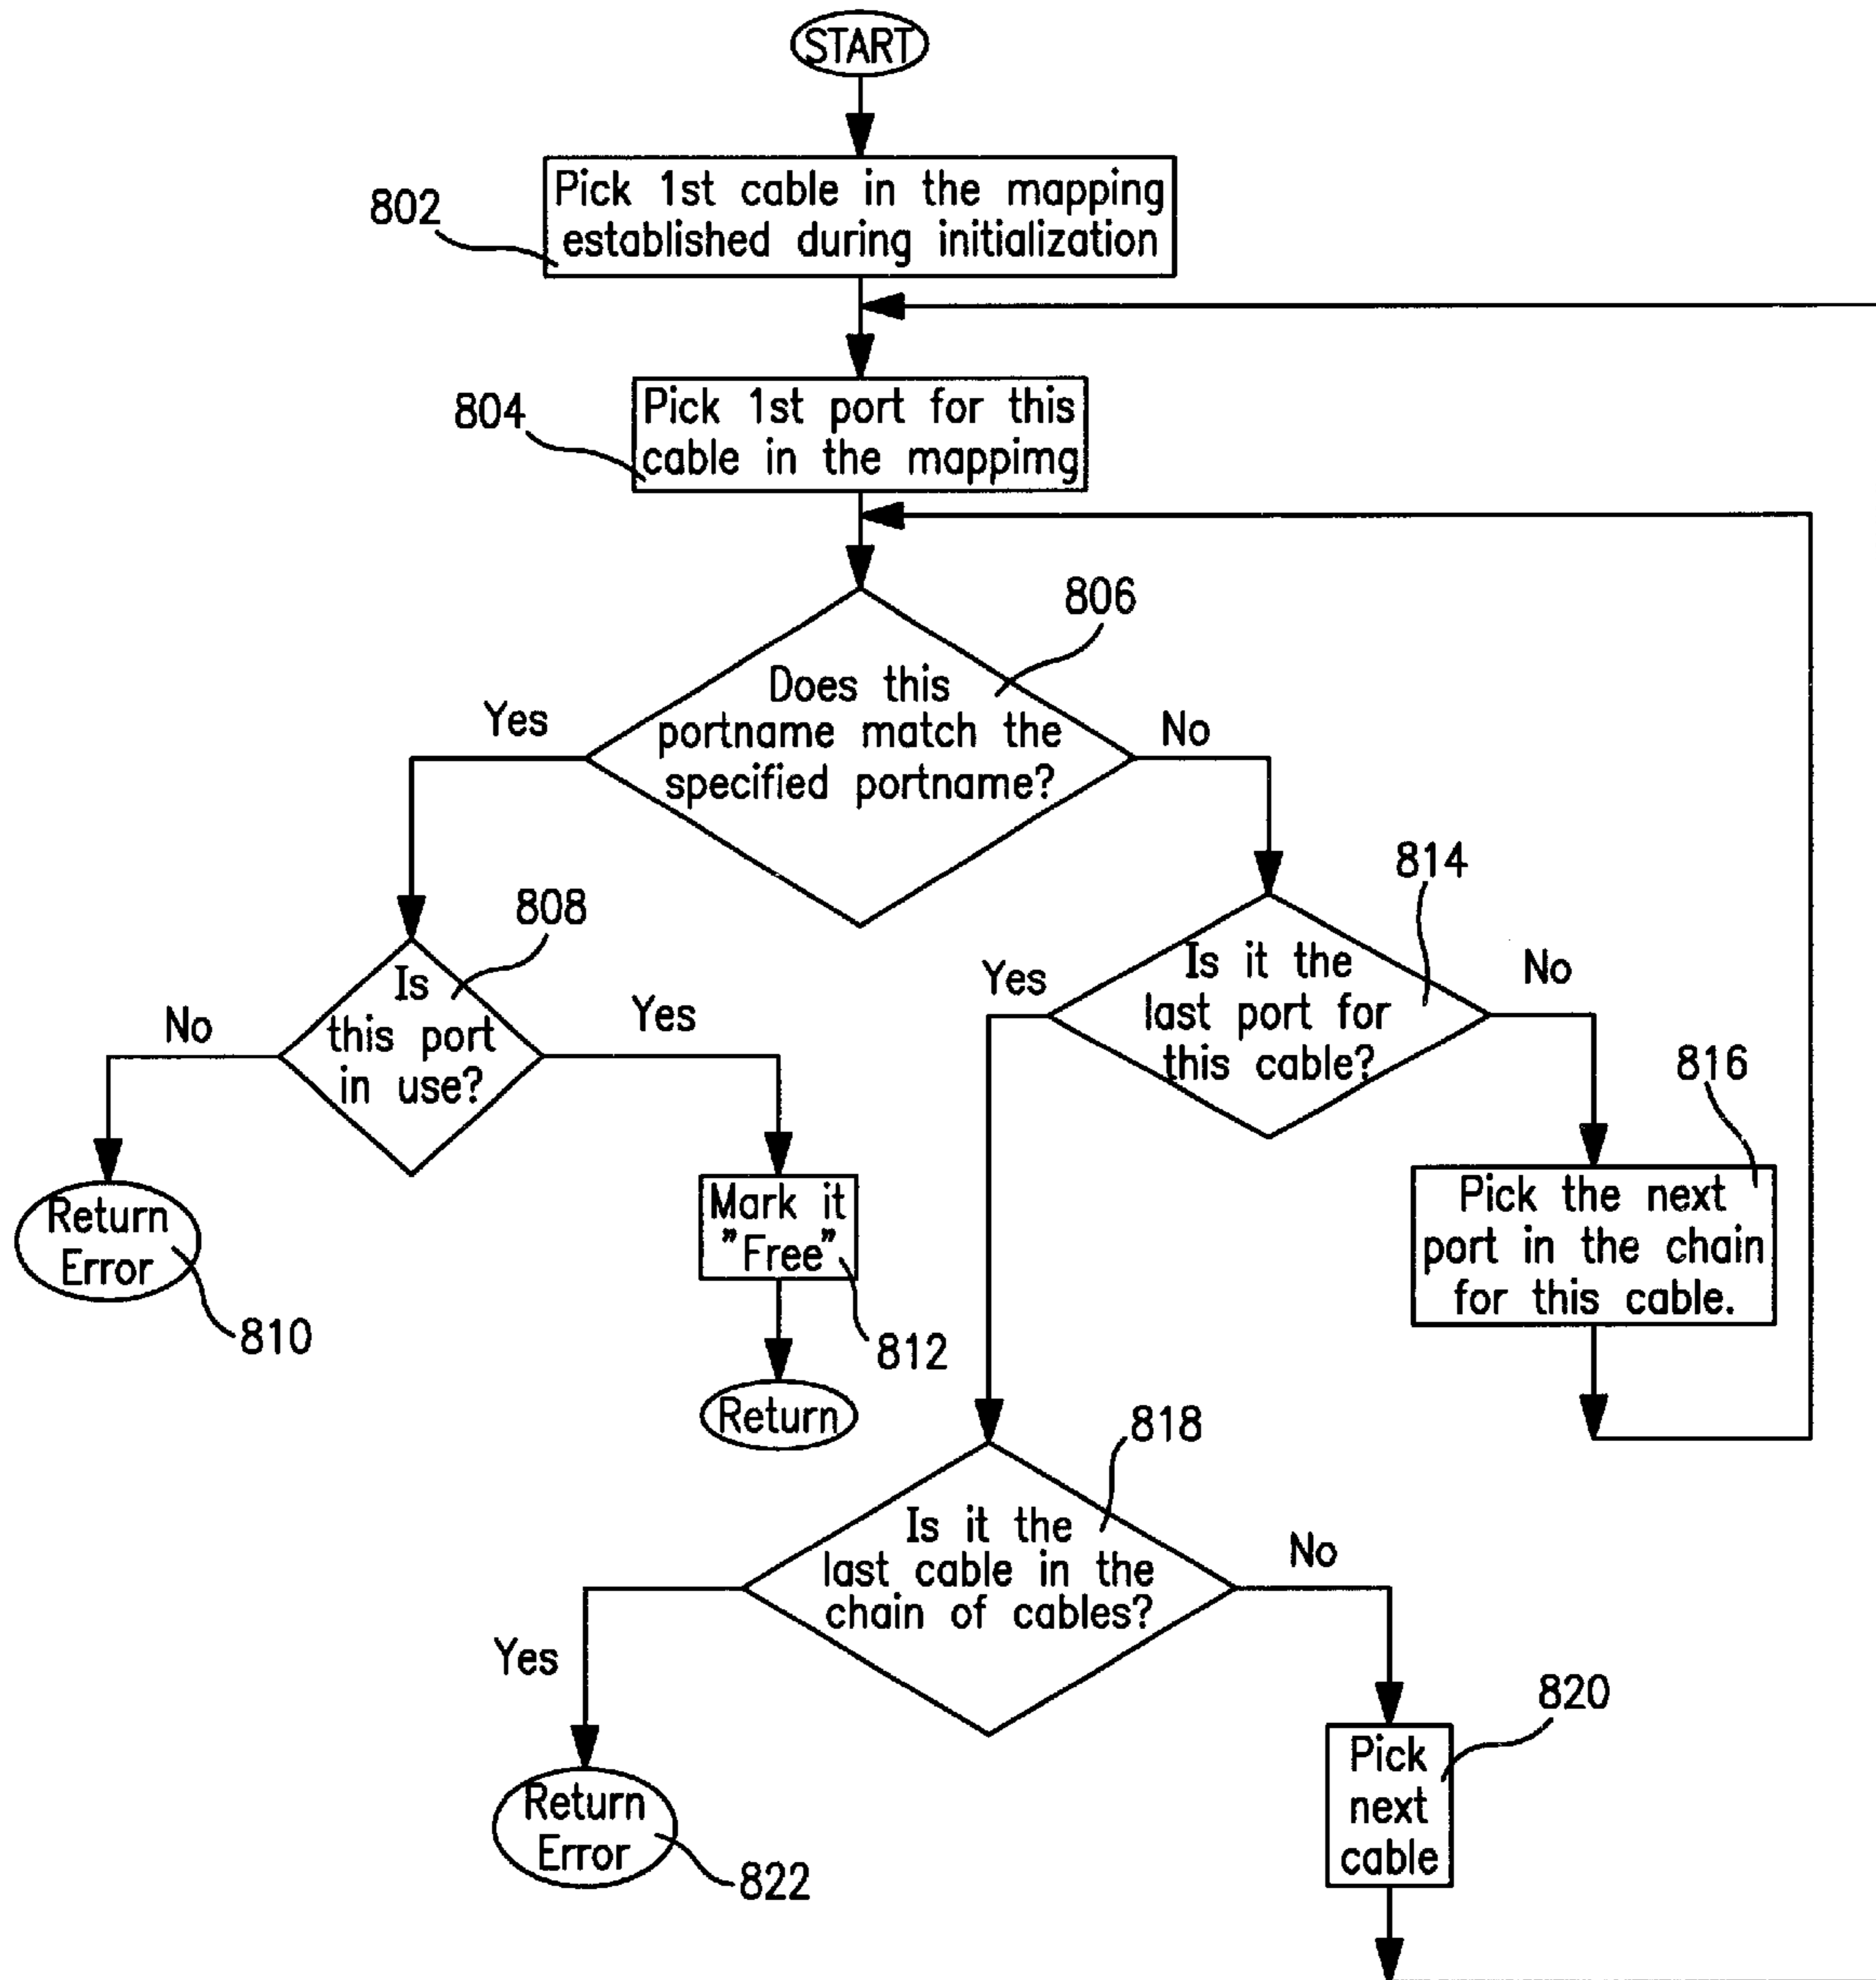 START
Pick 1st cable in the mapping
established during initialization
802
Pick 1st port for this
cable in the mappimg
804
806
Does this
portname match the
specified portname?
Yes
No
814
808
Is
this port
in use?
No
Yes
Is it the
last port for
this cable?
Yes
No
816
Return
Error
810
Mark it
"Free"
812
Pick the next
port in the chain
for this cable.
Return
818
Is it the
last cable in the
chain of cables?
No
Yes
820
Pick
next
cable
Return
Error
822